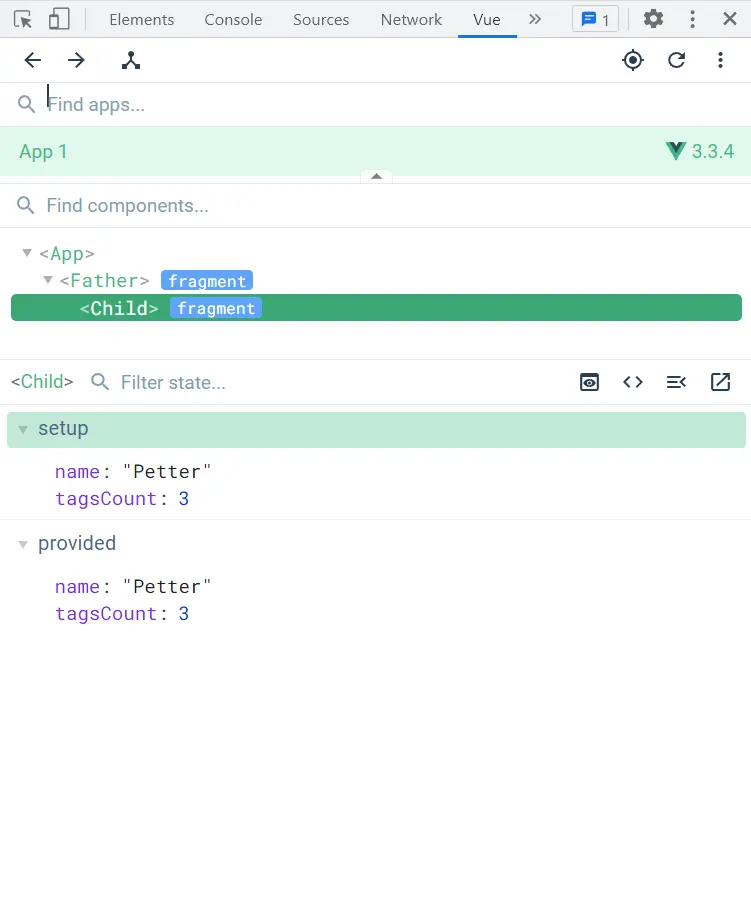 Elements Console Sources Network Vue 1
Find apps...
App 1 3.3.4
Find components...
<App>
<Father> fragment
<Child> fragment
<Child> Filter state...
setup
name: "Petter"
tagsCount: 3
provided
name: "Petter"
tagsCount: 3